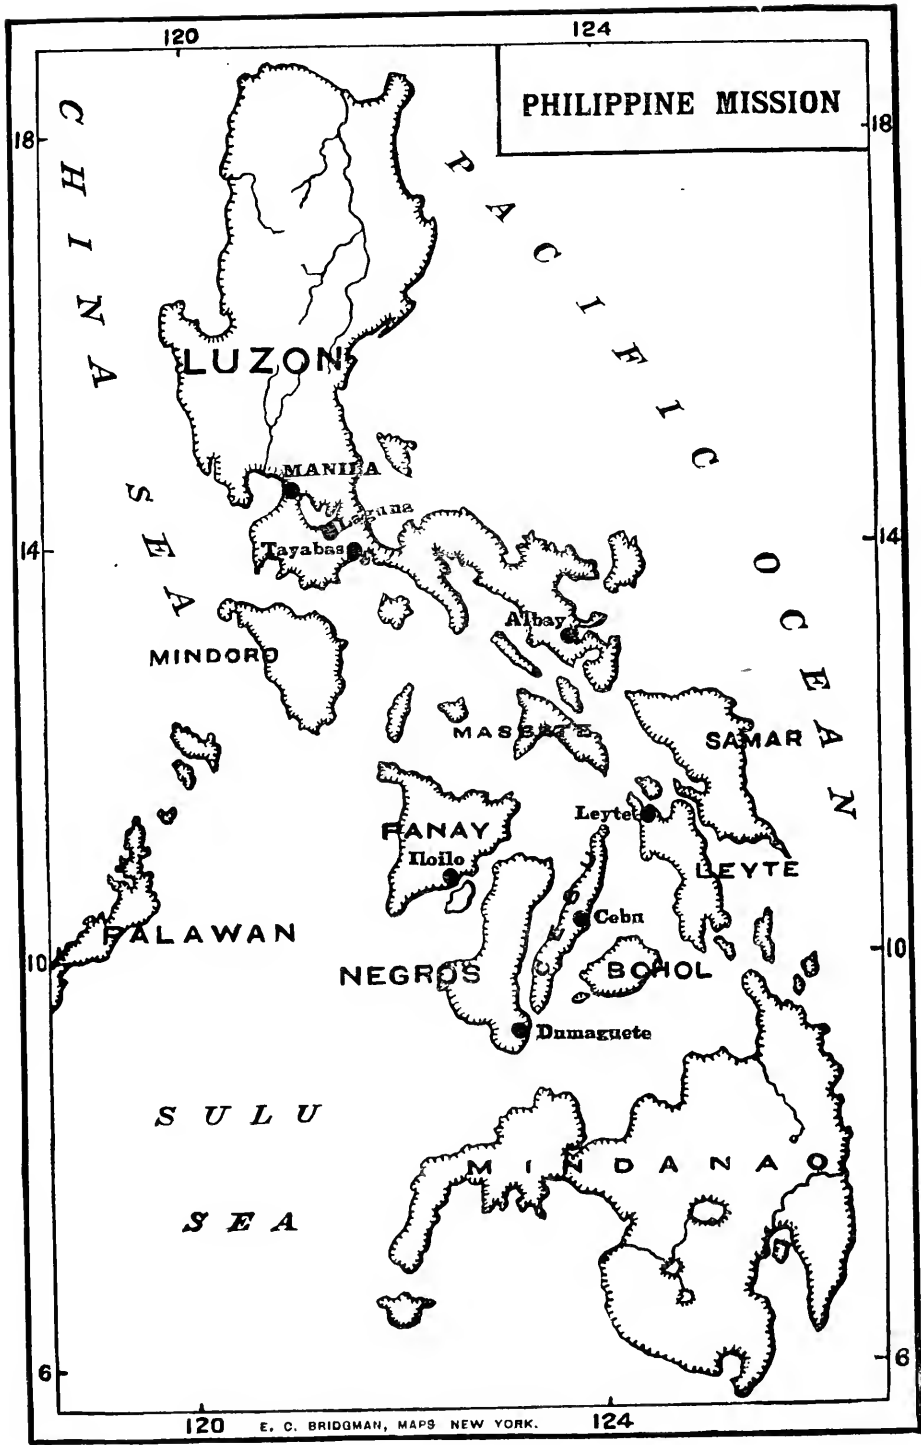 120
124
PHILIPPINE MISSION
18
18
CHINA SEA
PACIFIC OCEAN
LUZON
MANILA
Laguna
Tayabas
14
14
Albay
MINDORO
MASBATE
SAMAR
PANAY
Iloilo
Leyte
LEYTE
PALAWAN
CEBU
Cebu
10
10
NEGROS
BOHOL
Dumaguete
SULU
SEA
MINDANAO
6
6
120
124
E. C. BRIDGMAN, MAPS NEW YORK.